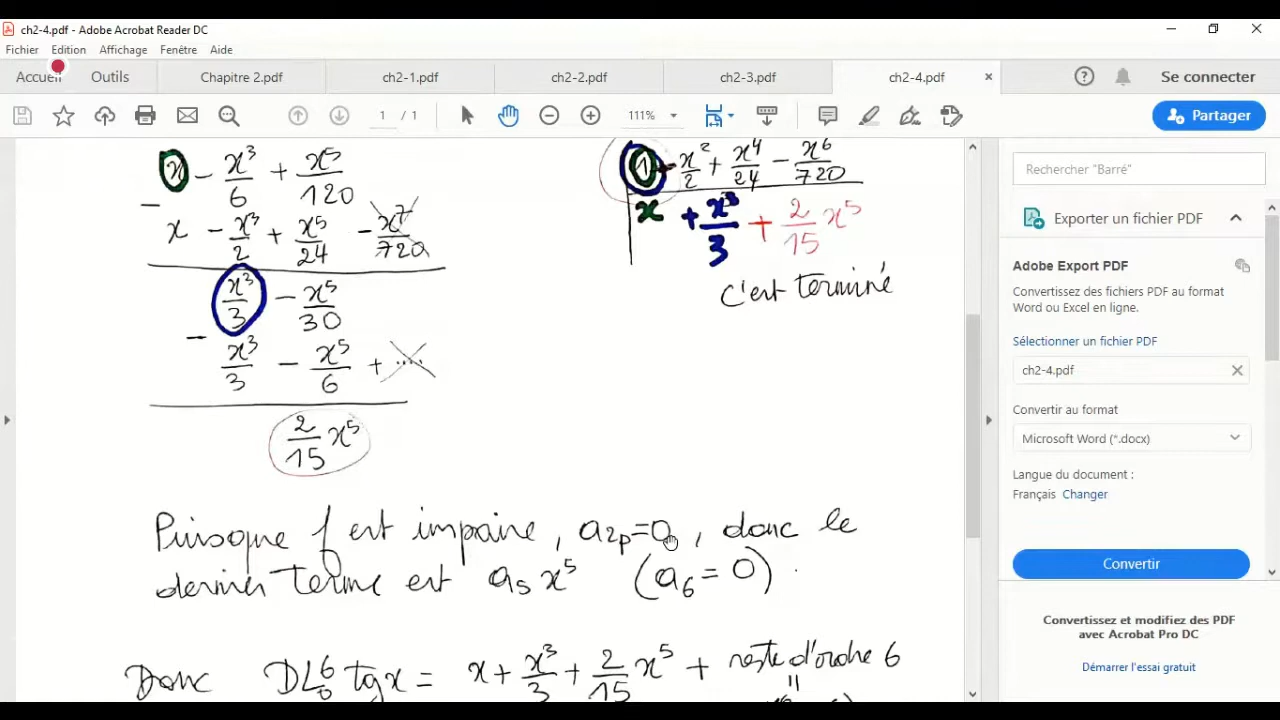 ch2-4.pdf - Adobe Acrobat Reader DC
Fichier Edition Affichage Fenêtre Aide
Accueil Outils Chapitre 2.pdf ch2-1.pdf ch2-2.pdf ch2-3.pdf ch2-4.pdf × Se connecter
1 / 1 111% Partager
x - x³/6 + x⁵/120
1 - x²/2 + x⁴/24 - x⁶/720
- x - x³/2 + x⁵/24 - x⁷/720
x + x³/3 + 2/15 x⁵
c'est terminé
x³/3 - x⁵/30
- x³/3 - x⁵/6 + ...
2/15 x⁵
Puisque f est impaire, a2p=0, donc le
dernier terme est a5 x⁵ (a6 = 0).
Donc DL⁶₀ tgx = x + x³/3 + 2/15 x⁵ + reste d'ordre 6
Rechercher "Barré"
Exporter un fichier PDF
Adobe Export PDF
Convertissez des fichiers PDF au format
Word ou Excel en ligne.
Sélectionner un fichier PDF
ch2-4.pdf
Convertir au format
Microsoft Word (*.docx)
Langue du document :
Français Changer
Convertir
Convertissez et modifiez des PDF
avec Acrobat Pro DC
Démarrer l'essai gratuit